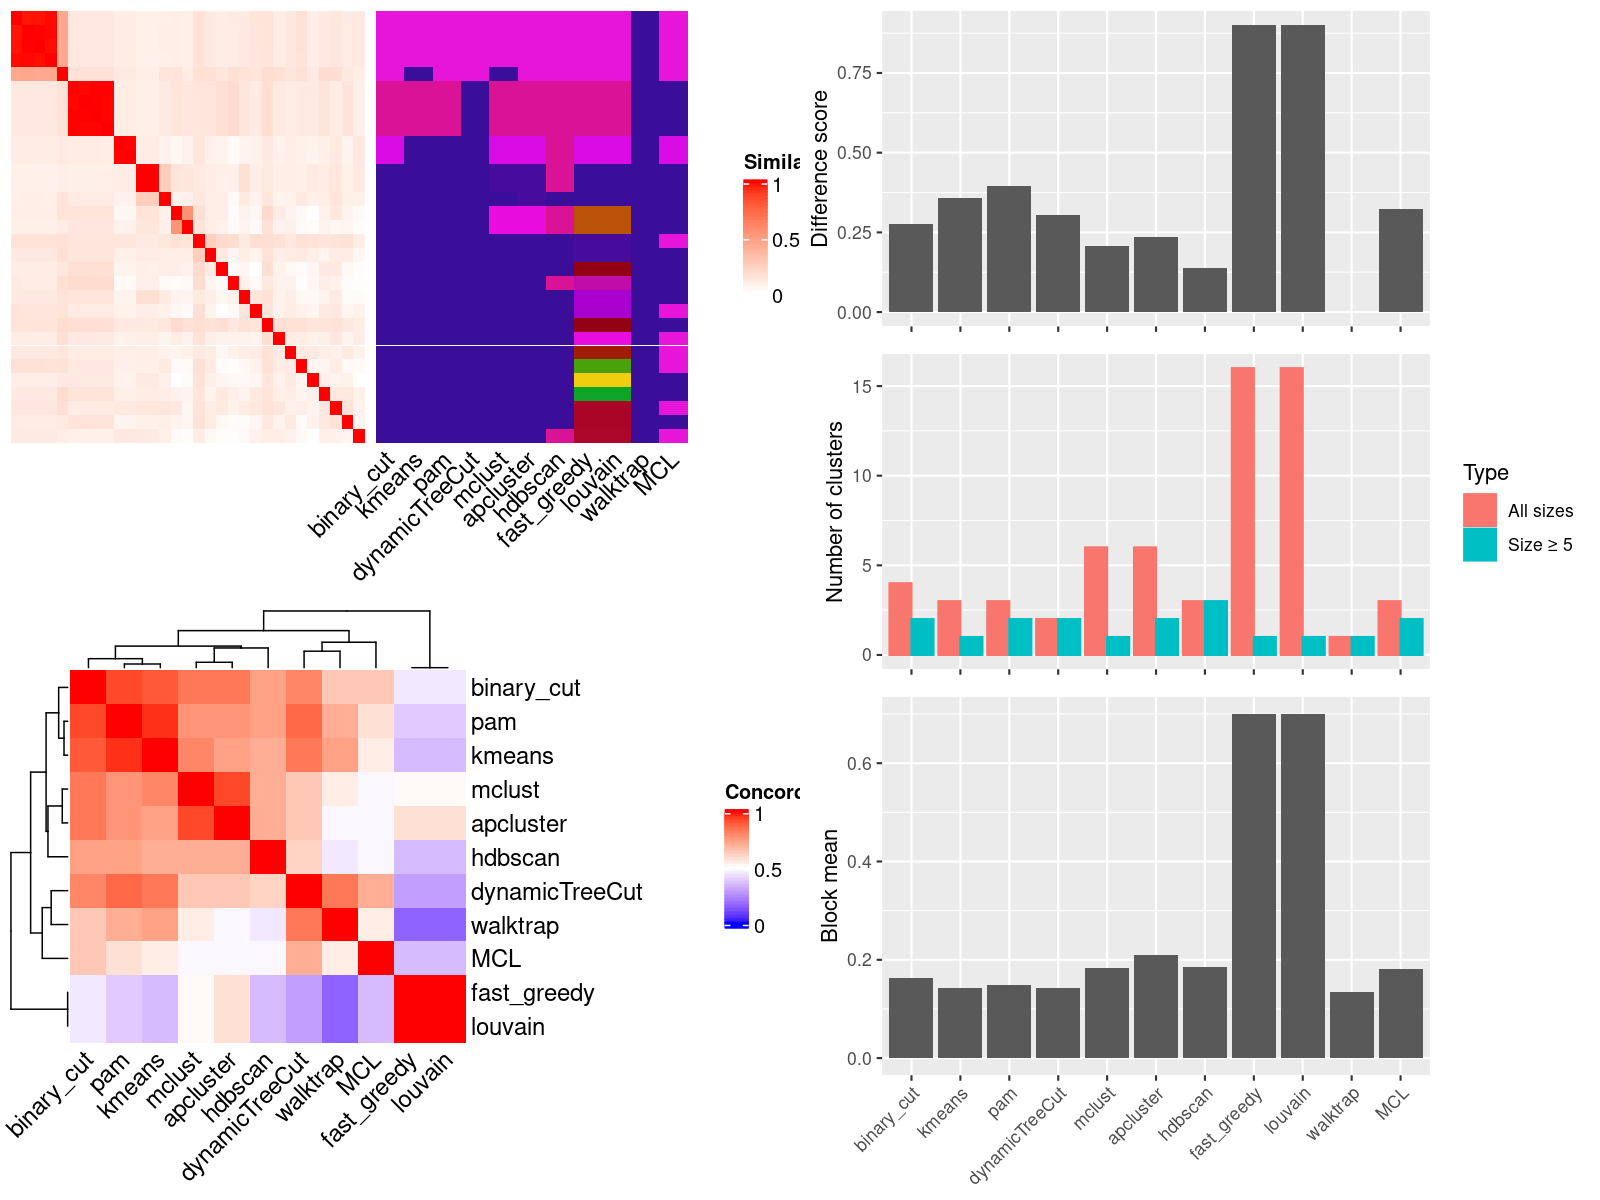 Simila
1
0.5
0
binary_cut
kmeans
pam
dynamicTreeCut
mclust
apcluster
hdbscan
fast_greedy
louvain
walktrap
MCL
Difference score
0.75
0.50
0.25
0.00
Number of clusters
15
10
5
0
Type
All sizes
Size ≥ 5
binary_cut
pam
kmeans
mclust
apcluster
hdbscan
dynamicTreeCut
walktrap
MCL
fast_greedy
louvain
binary_cut
pam
kmeans
mclust
apcluster
hdbscan
dynamicTreeCut
walktrap
MCL
fast_greedy
louvain
Concord
1
0.5
0
Block mean
0.6
0.4
0.2
0.0
binary_cut
kmeans
pam
dynamicTreeCut
mclust
apcluster
hdbscan
fast_greedy
louvain
walktrap
MCL